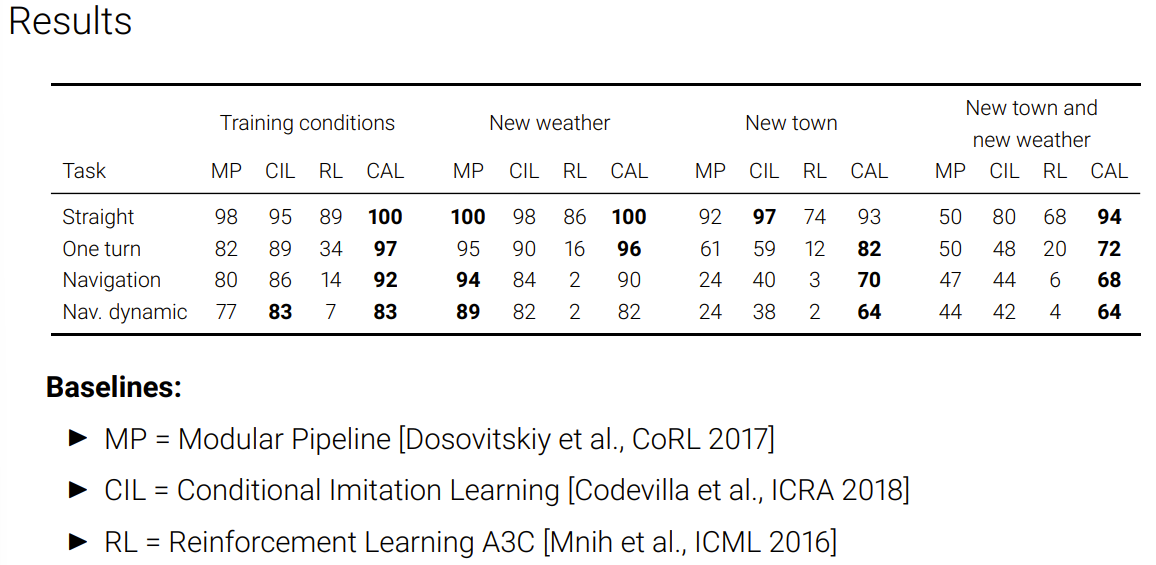 Results
Training conditions New weather New town New town and
new weather
Task MP CIL RL CAL MP CIL RL CAL MP CIL RL CAL MP CIL RL CAL
Straight 98 95 89 100 100 98 86 100 92 97 74 93 50 80 68 94
One turn 82 89 34 97 95 90 16 96 61 59 12 82 50 48 20 72
Navigation 80 86 14 92 94 84 2 90 24 40 3 70 47 44 6 68
Nav. dynamic 77 83 7 83 89 82 2 82 24 38 2 64 44 42 4 64
Baselines:
► MP = Modular Pipeline [Dosovitskiy et al., CoRL 2017]
► CIL = Conditional Imitation Learning [Codevilla et al., ICRA 2018]
► RL = Reinforcement Learning A3C [Mnih et al., ICML 2016]